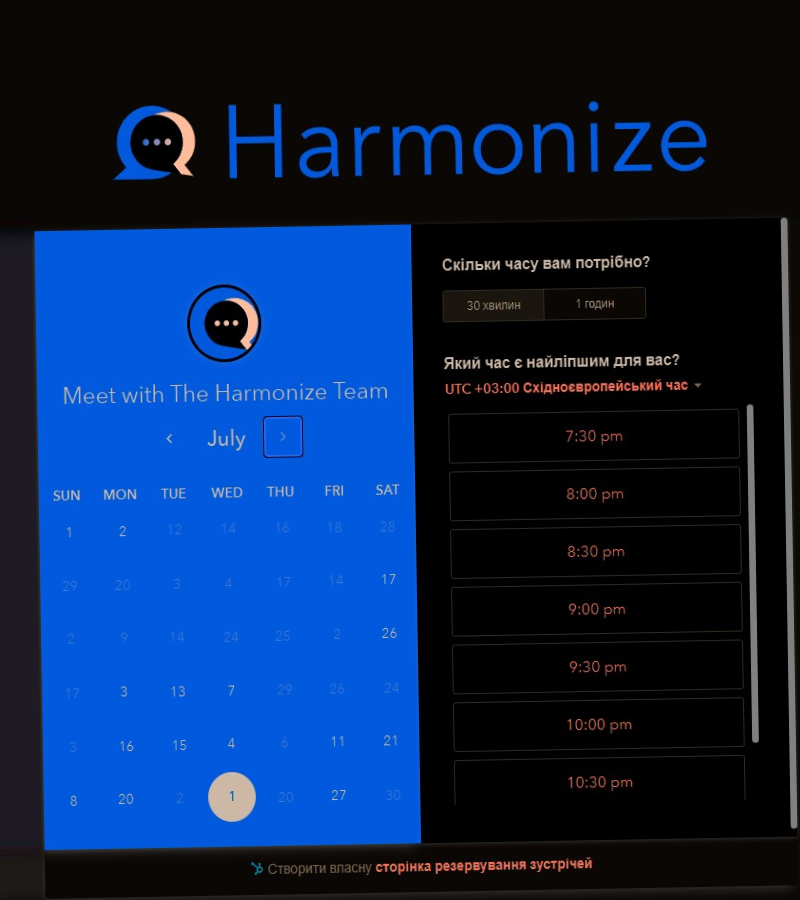 Harmonize
Meet with The Harmonize Team
July
SUN MON TUE WED THU FRI SAT
1 2 12 14 16 18 28
29 20 3 4 17 14 17
2 9 14 24 25 2 26
17 3 13 7 29 26 24
3 16 15 4 6 11 21
8 20 2 1 20 27 30
Скільки часу вам потрібно?
30 хвилин 1 годин
Який час є найліпшим для вас?
UTC +03:00 Східноєвропейський час
7:30 pm
8:00 pm
8:30 pm
9:00 pm
9:30 pm
10:00 pm
10:30 pm
Створити власну сторінка резервування зустрічей